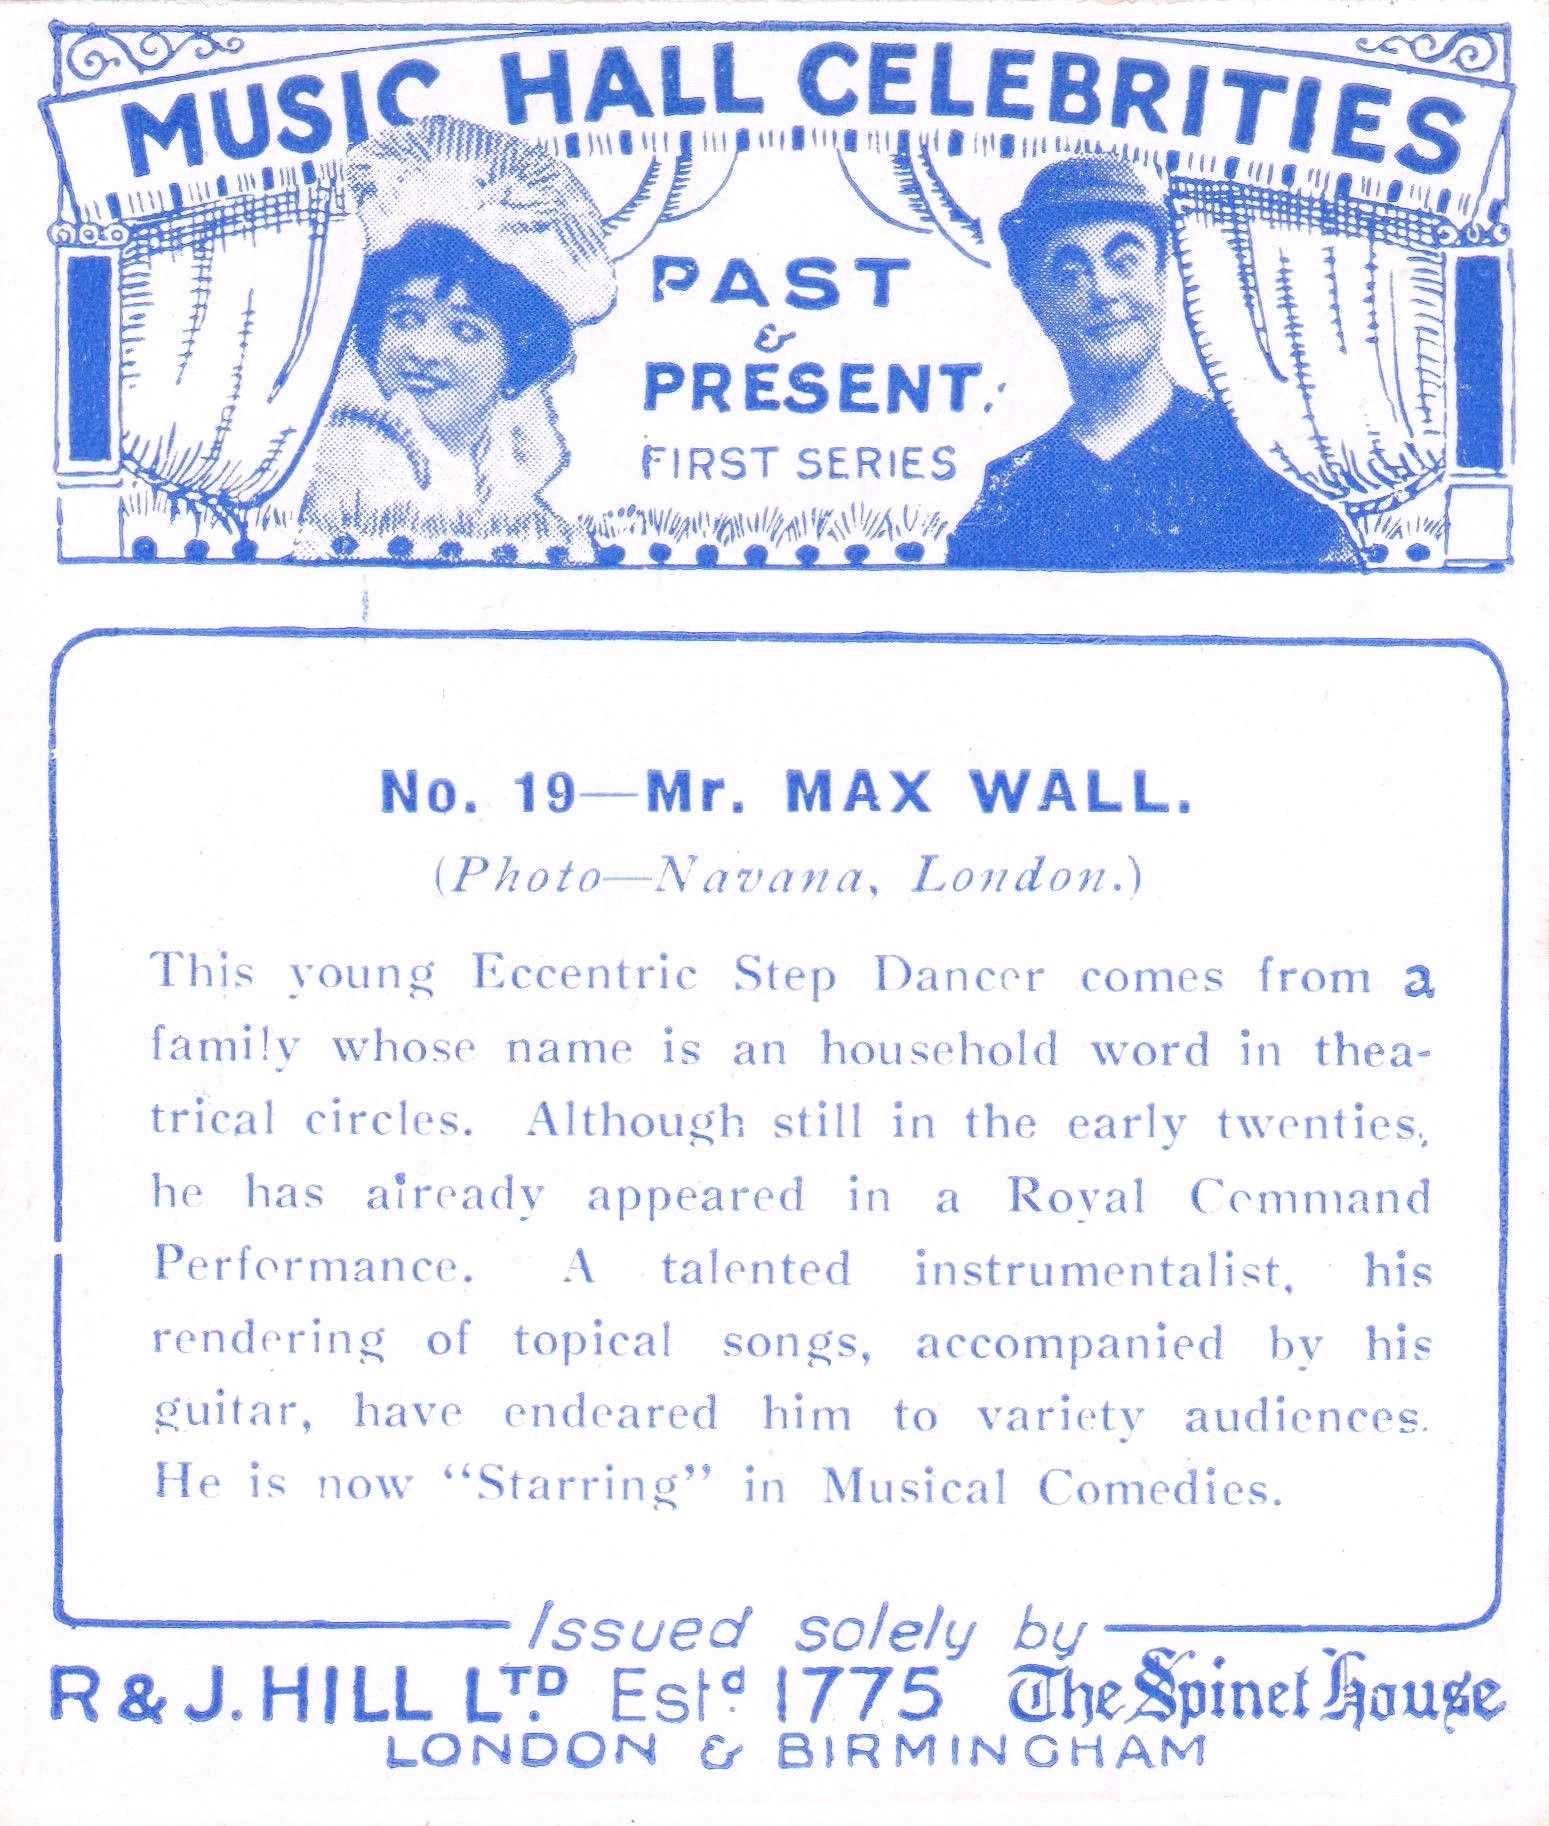 MUSIC HALL CELEBRITIES
PAST
&
PRESENT.
FIRST SERIES
No. 19—Mr. MAX WALL.
(Photo—Navana, London.)
This young Eccentric Step Dancer comes from a
family whose name is an household word in thea-
trical circles. Although still in the early twenties,
he has already appeared in a Royal Command
Performance. A talented instrumentalist, his
rendering of topical songs, accompanied by his
guitar, have endeared him to variety audiences.
He is now “Starring” in Musical Comedies.
Issued solely by
R & J. HILL LTD. Estd. 1775 The Spinet House
LONDON & BIRMINGHAM